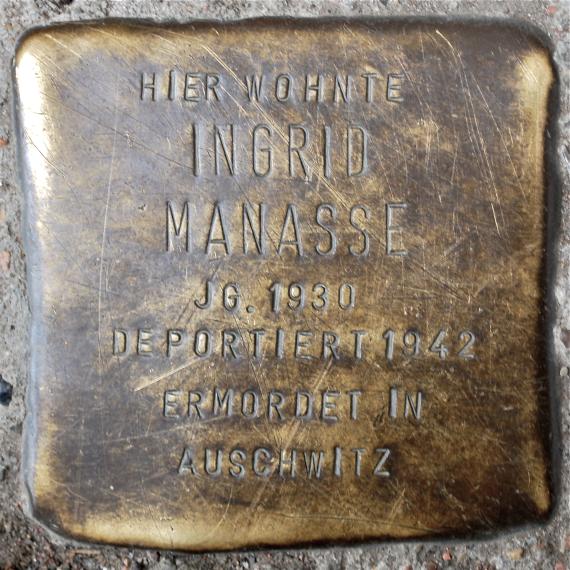 HIER WOHNTE
INGRID
MANASSE
JG. 1930
DEPORTIERT 1942
ERMORDET IN
AUSCHWITZ